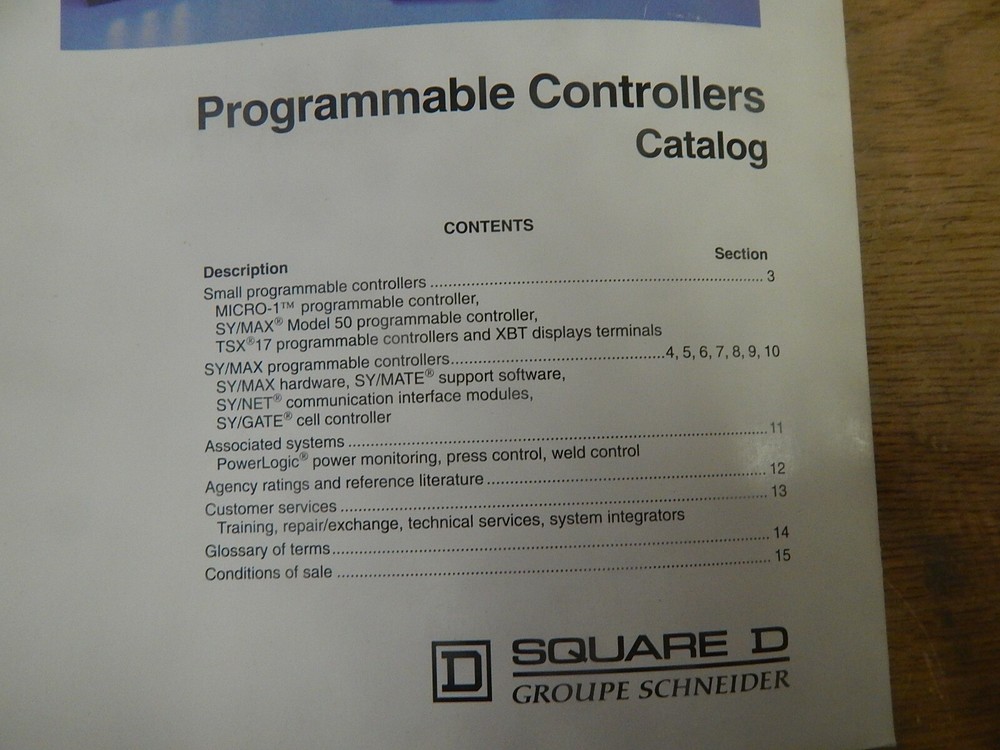 Programmable Controllers
Catalog
CONTENTS
Description Section
Small programmable controllers ........................................................................ 3
MICRO-1™ programmable controller,
SY/MAX® Model 50 programmable controller,
TSX®17 programmable controllers and XBT displays terminals
SY/MAX programmable controllers..............................................4, 5, 6, 7, 8, 9, 10
SY/MAX hardware, SY/MATE® support software,
SY/NET® communication interface modules,
SY/GATE® cell controller
Associated systems ......................................................................................... 11
PowerLogic® power monitoring, press control, weld control
Agency ratings and reference literature ............................................................ 12
Customer services ........................................................................................... 13
Training, repair/exchange, technical services, system integrators
Glossary of terms............................................................................................. 14
Conditions of sale ............................................................................................ 15
D SQUARE D
GROUPE SCHNEIDER